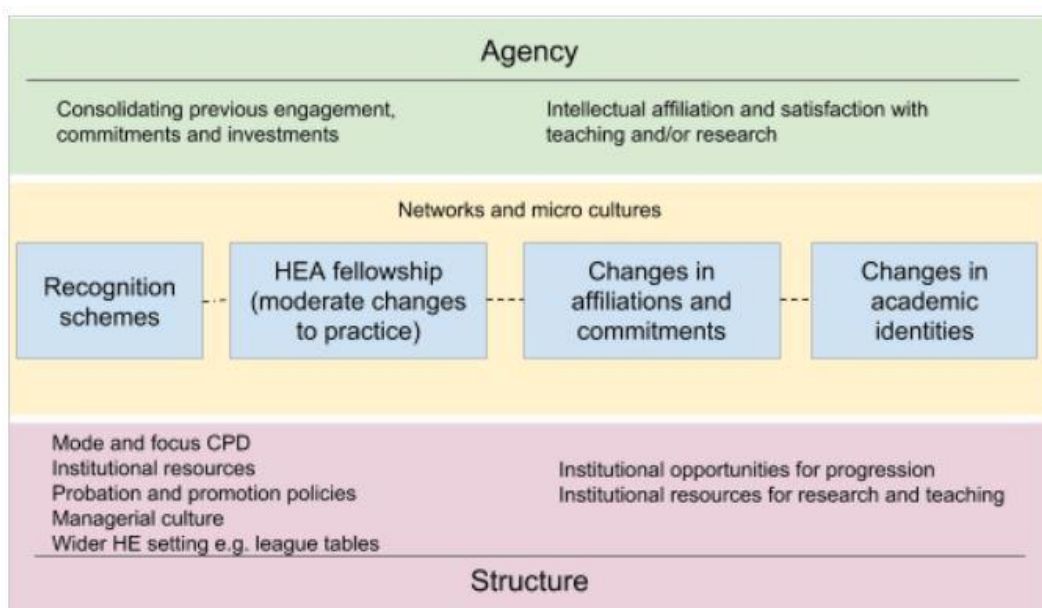 Agency
Consolidating previous engagement,
commitments and investments
Intellectual affiliation and satisfaction with
teaching and/or research
Networks and micro cultures
Recognition
schemes
HEA fellowship
(moderate changes
to practice)
Changes in
affiliations and
commitments
Changes in
academic
identities
Mode and focus CPD
Institutional resources
Probation and promotion policies
Managerial culture
Wider HE setting e.g. league tables
Institutional opportunities for progression
Institutional resources for research and teaching
Structure